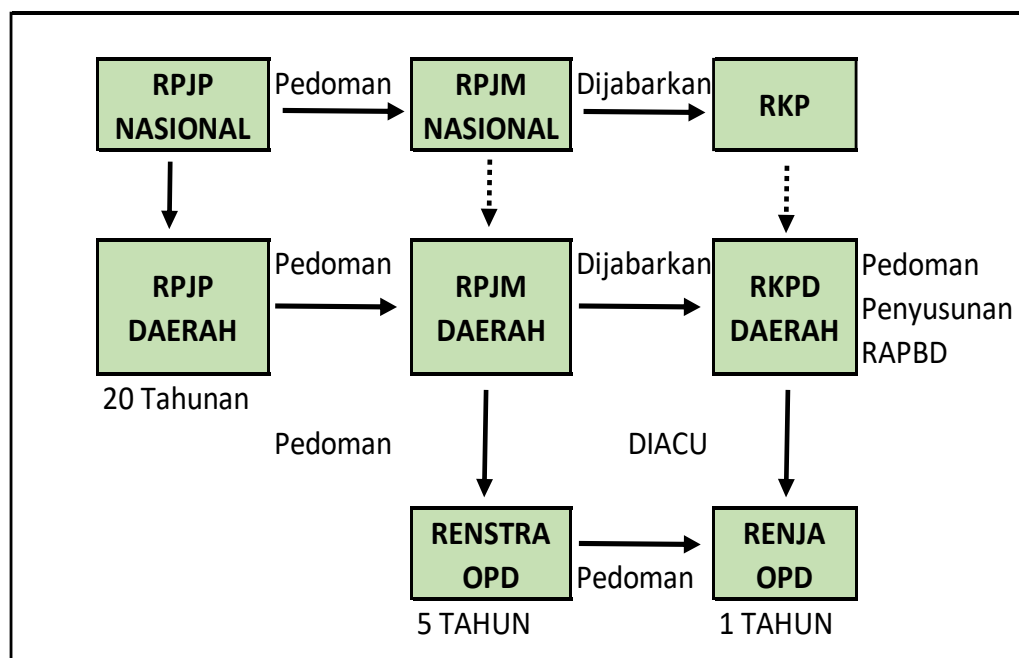 RPJP
NASIONAL
Pedoman
RPJM
NASIONAL
Dijabarkan
RKP
RPJP
DAERAH
Pedoman
RPJM
DAERAH
Dijabarkan
RKPD
DAERAH
Pedoman
Penyusunan
RAPBD
20 Tahunan
Pedoman
DIACU
RENSTRA
OPD
Pedoman
RENJA
OPD
5 TAHUN
1 TAHUN